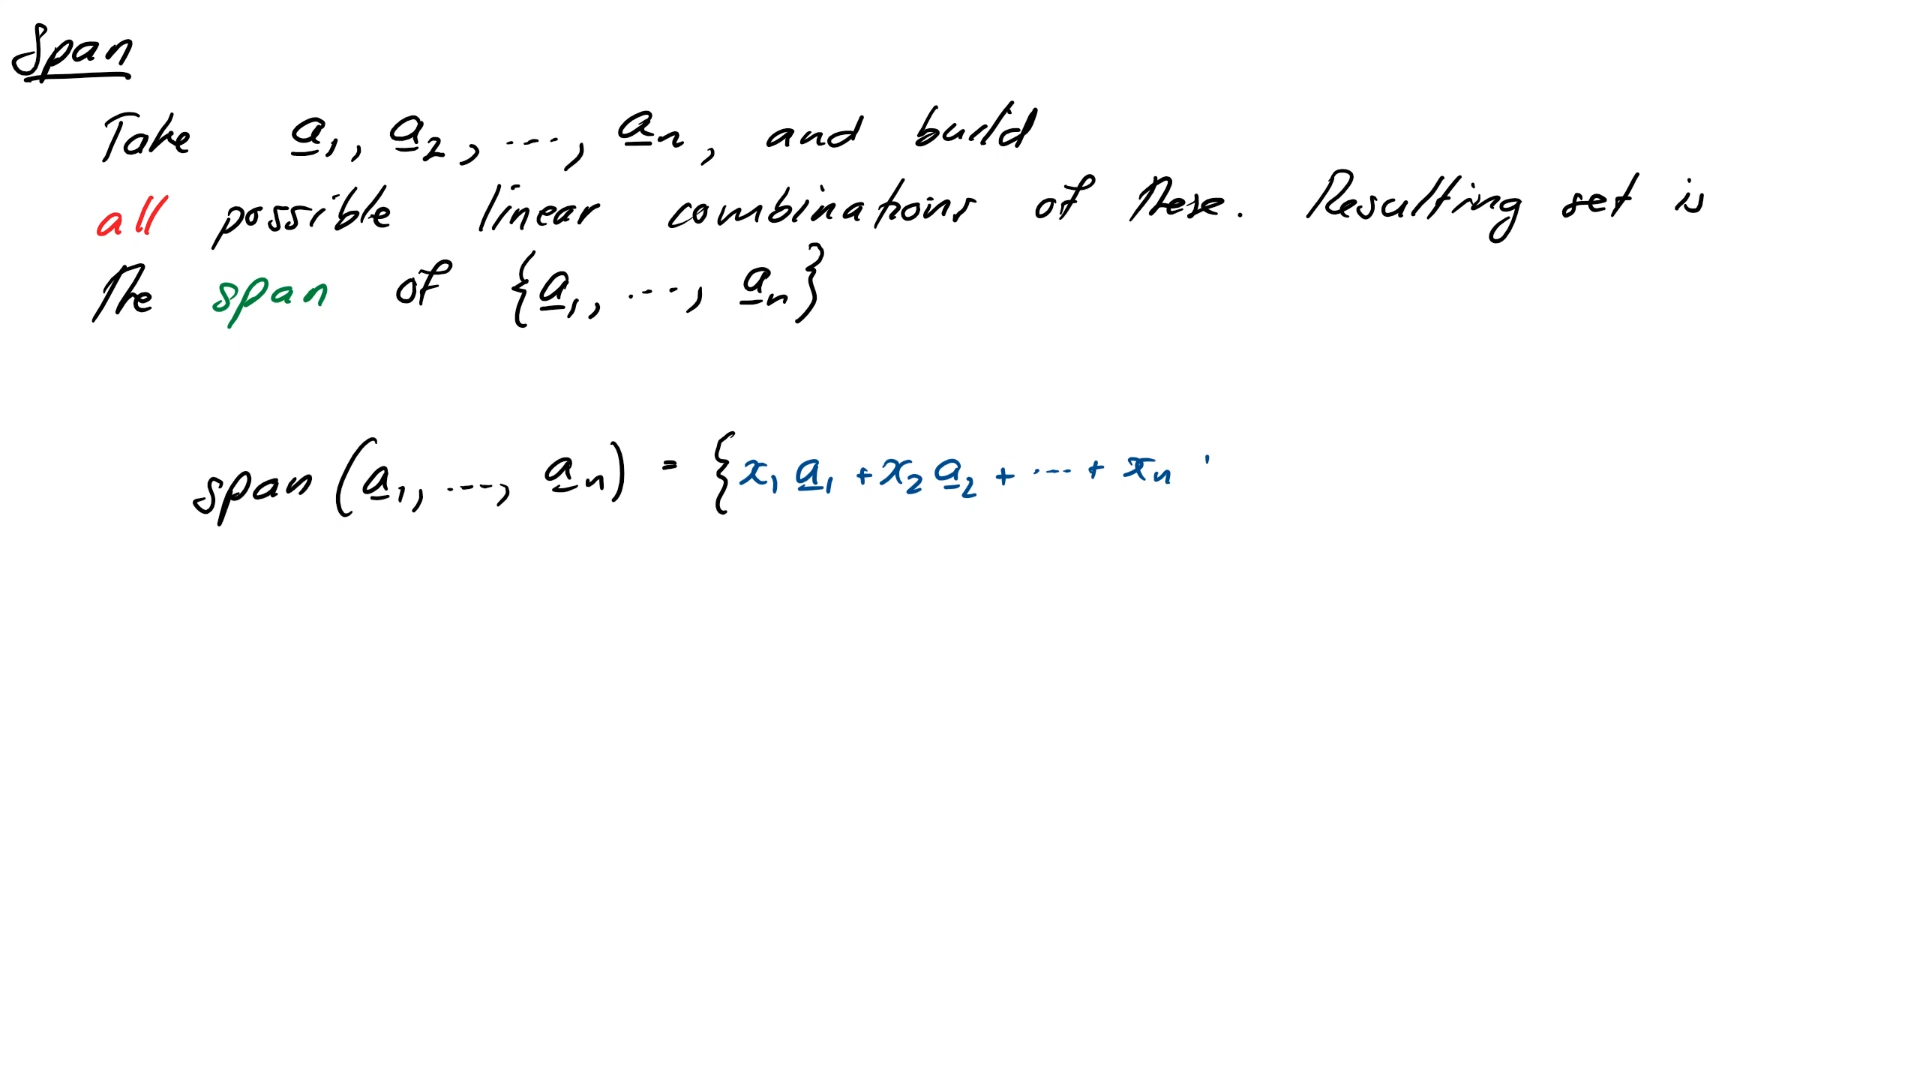 Span
Take a₁, a₂, ..., aₙ, and build
all possible linear combinations of these. Resulting set is
the span of {a₁, ..., aₙ}
span (a₁, ..., aₙ) = {x₁ a₁ + x₂ a₂ + ... + xₙ